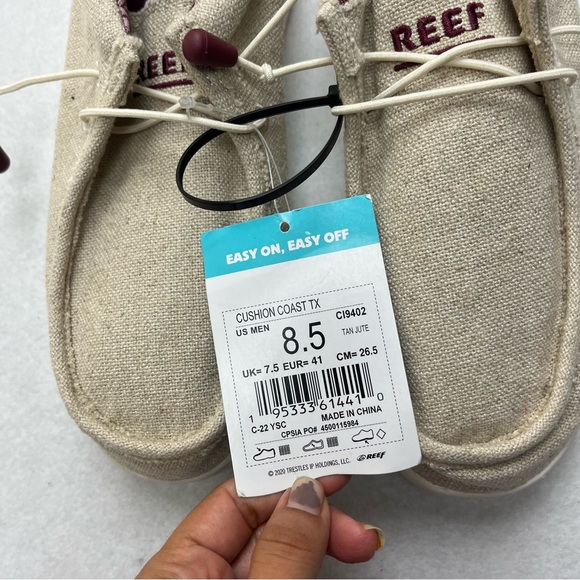 REEF
REEF
EASY ON, EASY OFF
CUSHION COAST TX CI9402
US MEN 8.5 TAN JUTE
UK= 7.5 EUR= 41 CM= 26.5
1 95333 61441 0
C-22 YSC MADE IN CHINA
CPSIA PO# 4500115984
© 2020 TRESTLES IP HOLDINGS, LLC. REEF